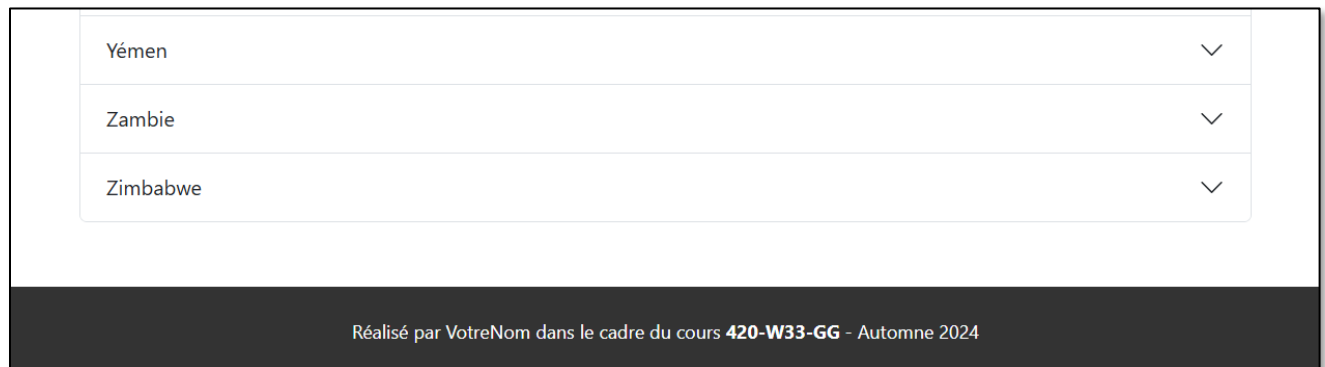 Yémen
Zambie
Zimbabwe
Réalisé par VotreNom dans le cadre du cours 420-W33-GG - Automne 2024